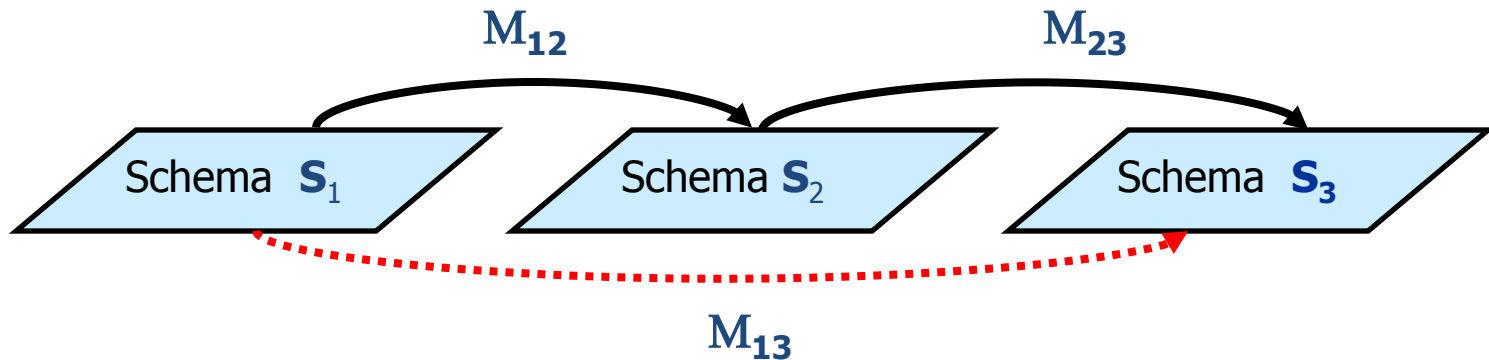 M₁₂ M₂₃
Schema S₁ Schema S₂ Schema S₃
M₁₃